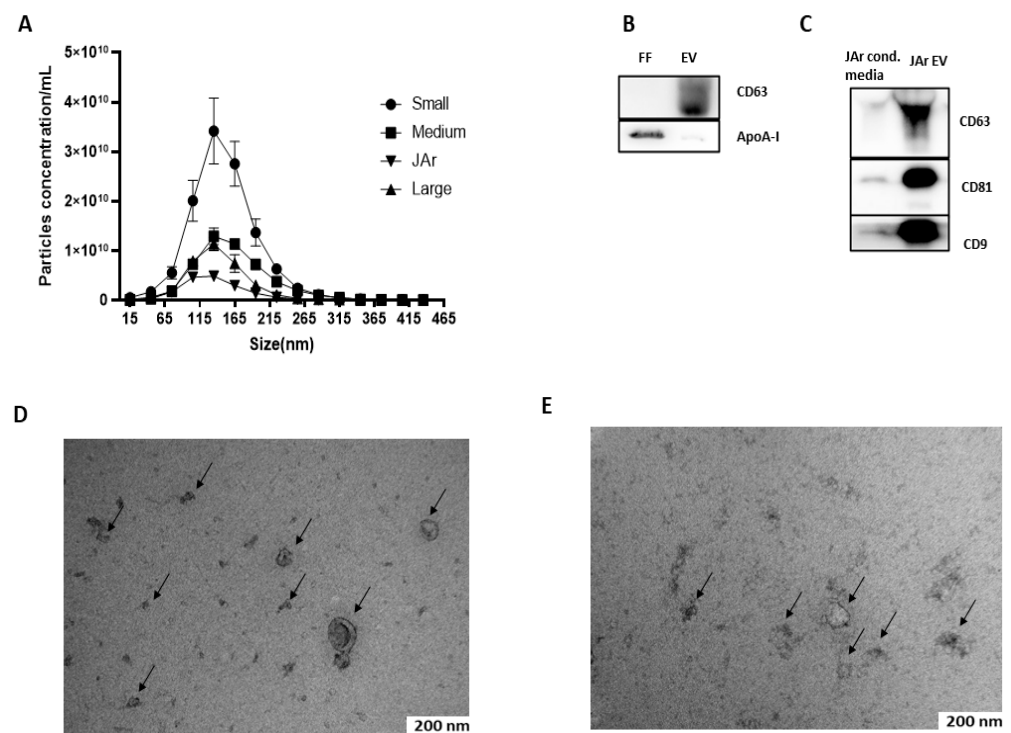 A
Particles concentration/mL
5×10¹⁰
4×10¹⁰
3×10¹⁰
2×10¹⁰
1×10¹⁰
0
15 65 115 165 215 265 315 365 415 465
Size(nm)
Small
Medium
JAr
Large
B
FF EV
CD63
ApoA-I
C
JAr cond.
media
JAr EV
CD63
CD81
CD9
D
200 nm
E
200 nm